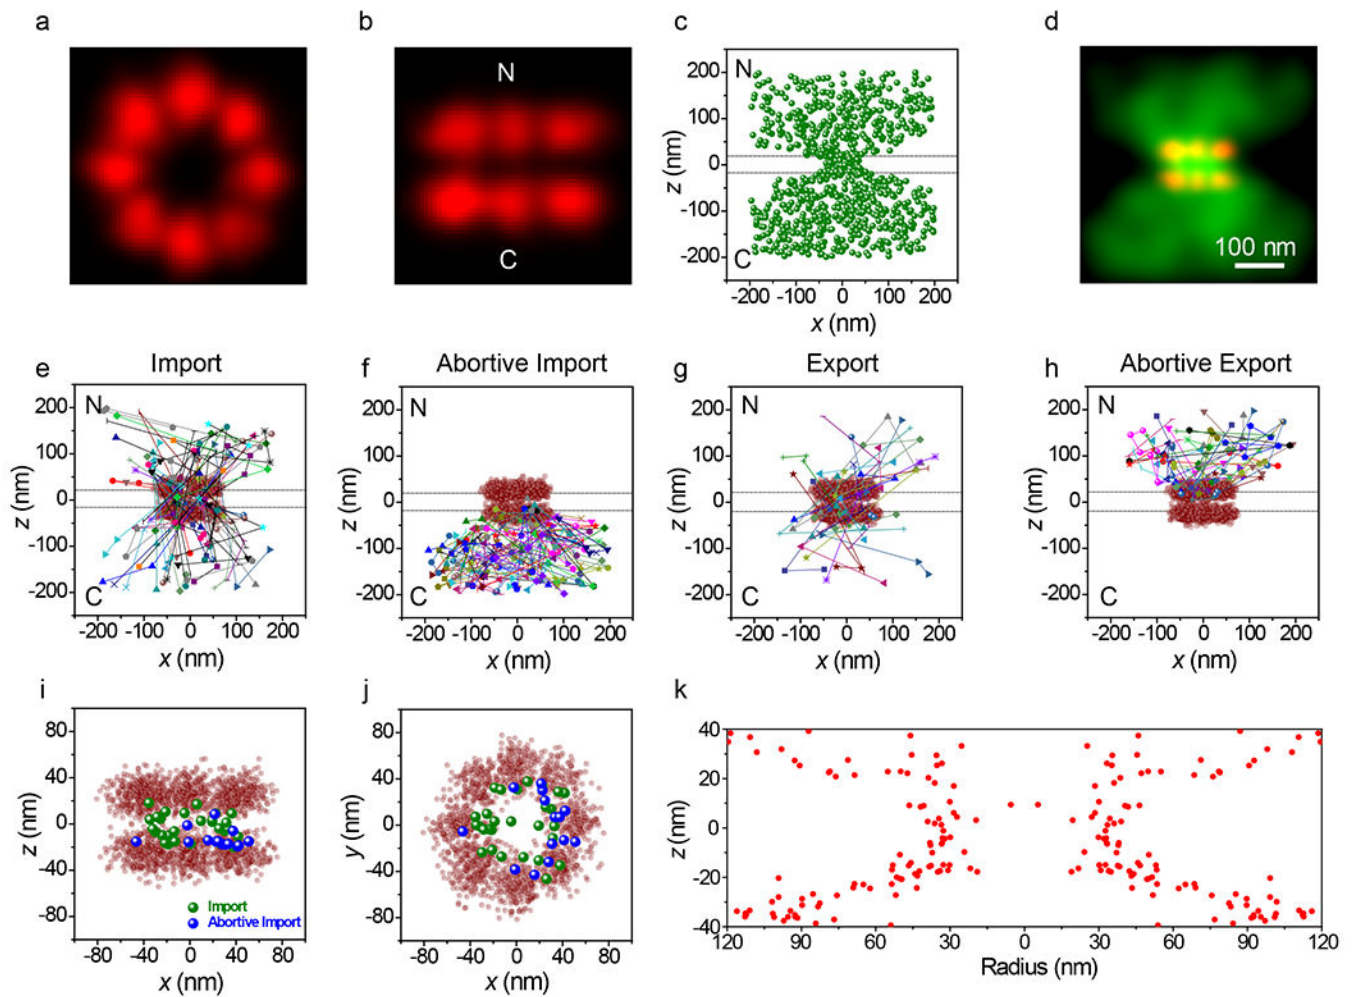 a
b
N
C
c
N
C
200
100
0
-100
-200
z (nm)
-200 -100 0 100 200
x (nm)
d
100 nm
e
Import
N
C
200
100
0
-100
-200
z (nm)
-200 -100 0 100 200
x (nm)
f
Abortive Import
N
C
200
100
0
-100
-200
z (nm)
-200 -100 0 100 200
x (nm)
g
Export
N
C
200
100
0
-100
-200
z (nm)
-200 -100 0 100 200
x (nm)
h
Abortive Export
N
C
200
100
0
-100
-200
z (nm)
-200 -100 0 100 200
x (nm)
i
80
40
0
-40
-80
z (nm)
Import
Abortive Import
-80 -40 0 40 80
x (nm)
j
80
40
0
-40
-80
y (nm)
-80 -40 0 40 80
x (nm)
k
40
20
0
-20
-40
z (nm)
120 90 60 30 0 30 60 90 120
Radius (nm)